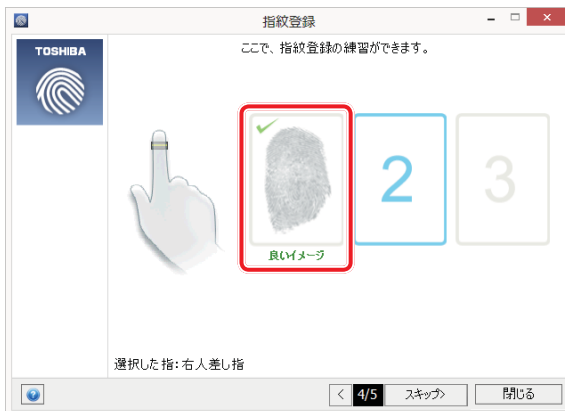 指紋登録
TOSHIBA
ここで、指紋登録の練習ができます。
2
3
良いイメージ
選択した指:右人差し指
?
< 4/5 スキップ> 閉じる